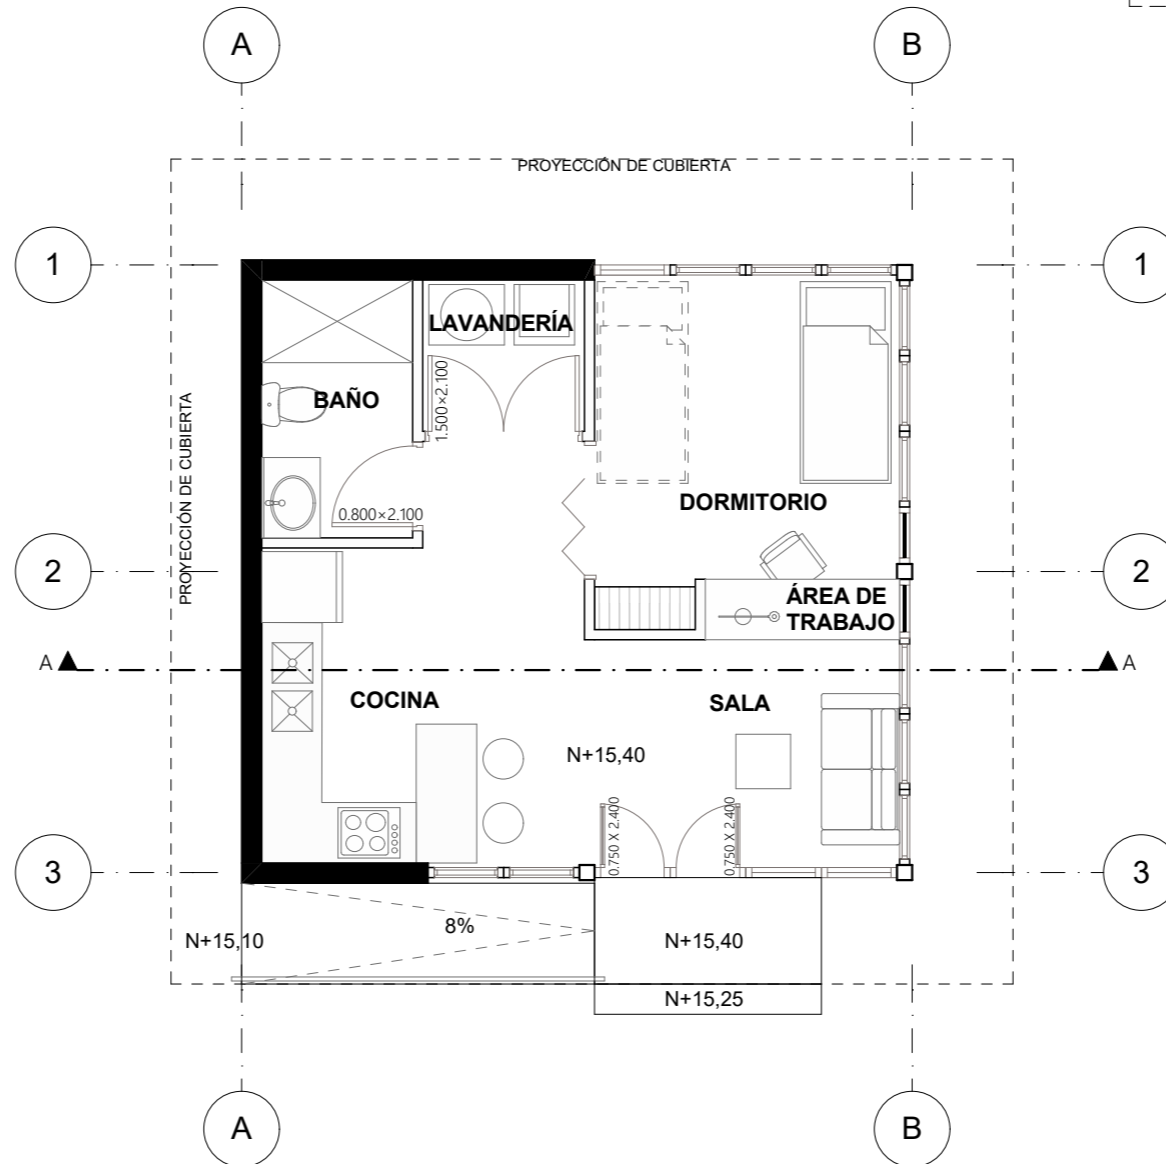 A
B
PROYECCIÓN DE CUBIERTA
1
1
LAVANDERÍA
1.500×2.100
BAÑO
PROYECCIÓN DE CUBIERTA
DORMITORIO
0.800×2.100
2
2
ÁREA DE
TRABAJO
A
A
COCINA
SALA
N+15,40
0.750 X 2.400
0.750 X 2.400
3
3
8%
N+15,10
N+15,40
N+15,25
A
B